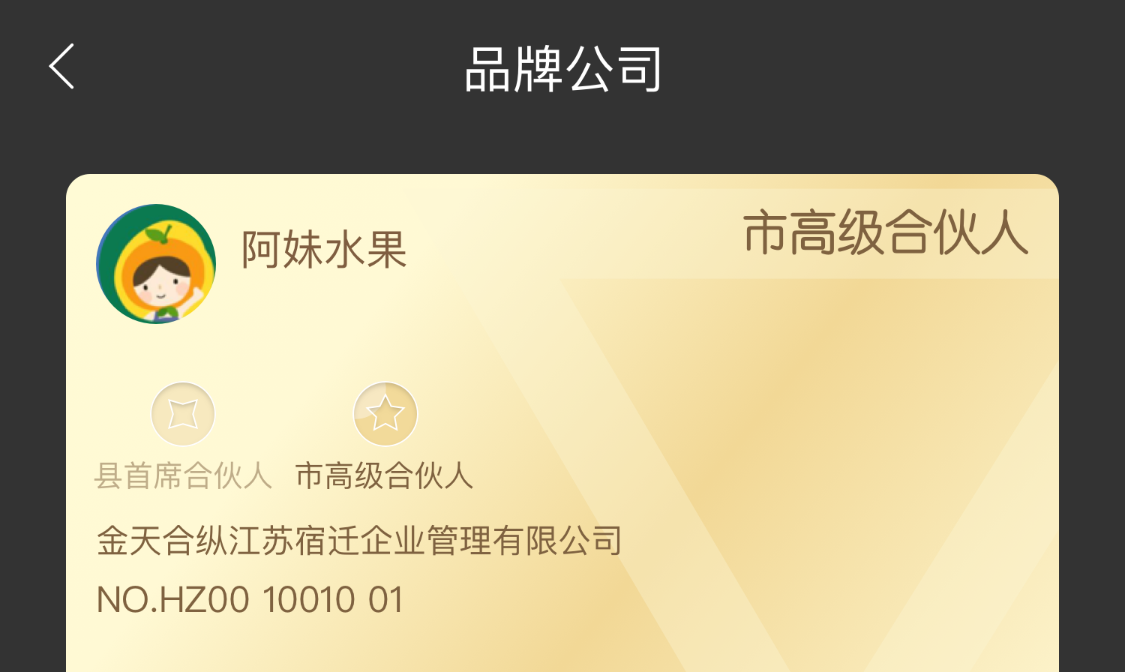 品牌公司
阿妹水果
市高级合伙人
县首席合伙人 市高级合伙人
金天合纵江苏宿迁企业管理有限公司
NO.HZ00 10010 01